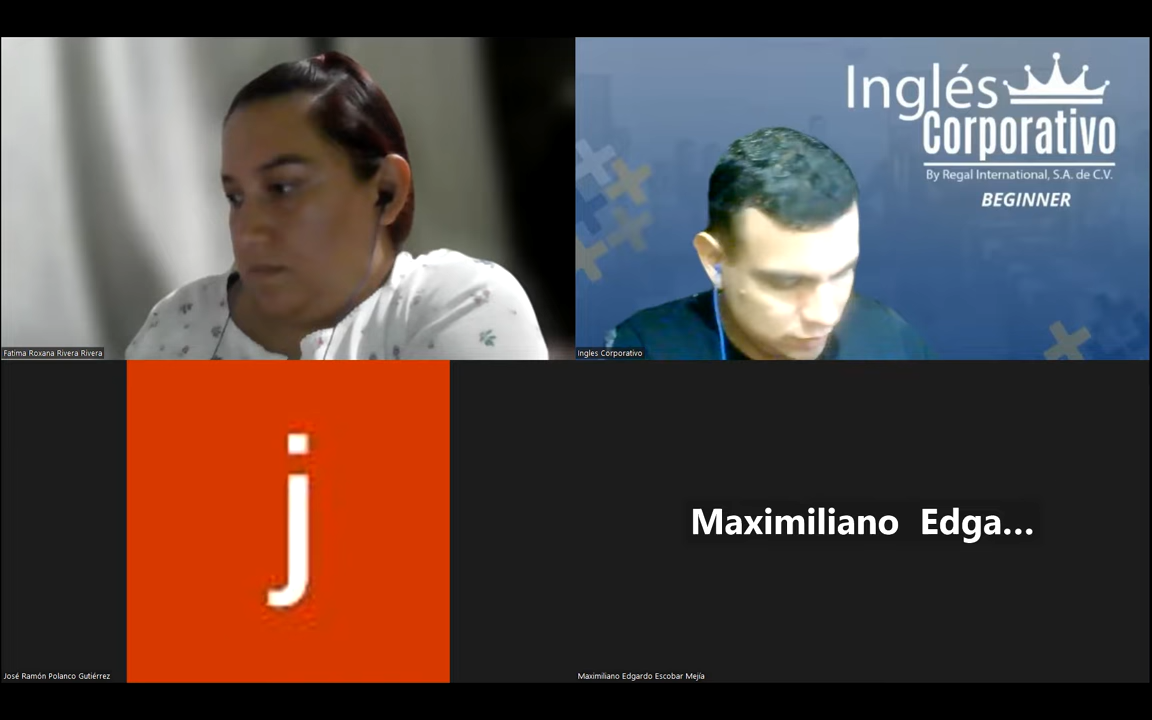 Inglés
Corporativo
By Regal International, S.A. de C.V.
BEGINNER
Fatima Roxana Rivera Rivera
Ingles Corporativo
j
Maximiliano Edga...
José Ramón Polanco Gutiérrez
Maximiliano Edgardo Escobar Mejía